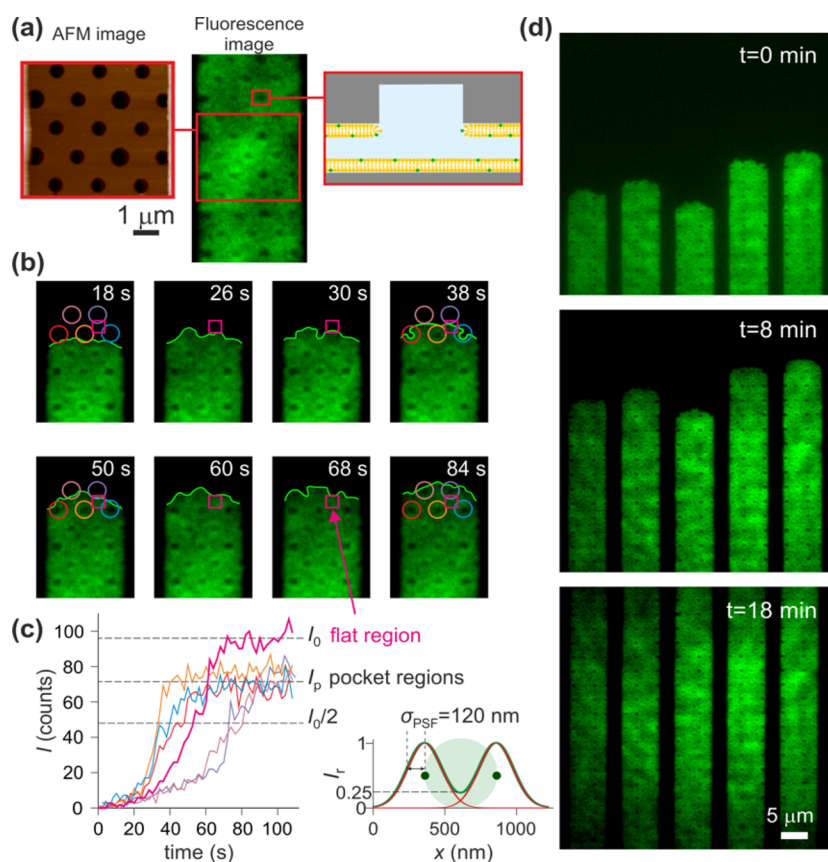 (a)
AFM image
Fluorescence
image
1 μm
(b)
18 s
26 s
30 s
38 s
50 s
60 s
68 s
84 s
(c)
I (counts)
100
80
60
40
20
0
0 20 40 60 80 100
time (s)
I₀ flat region
Iₚ pocket regions
I₀/2
σPSF=120 nm
Iᵣ
1
0.25
0
0 500 1000
x (nm)
(d)
t=0 min
t=8 min
t=18 min
5 μm